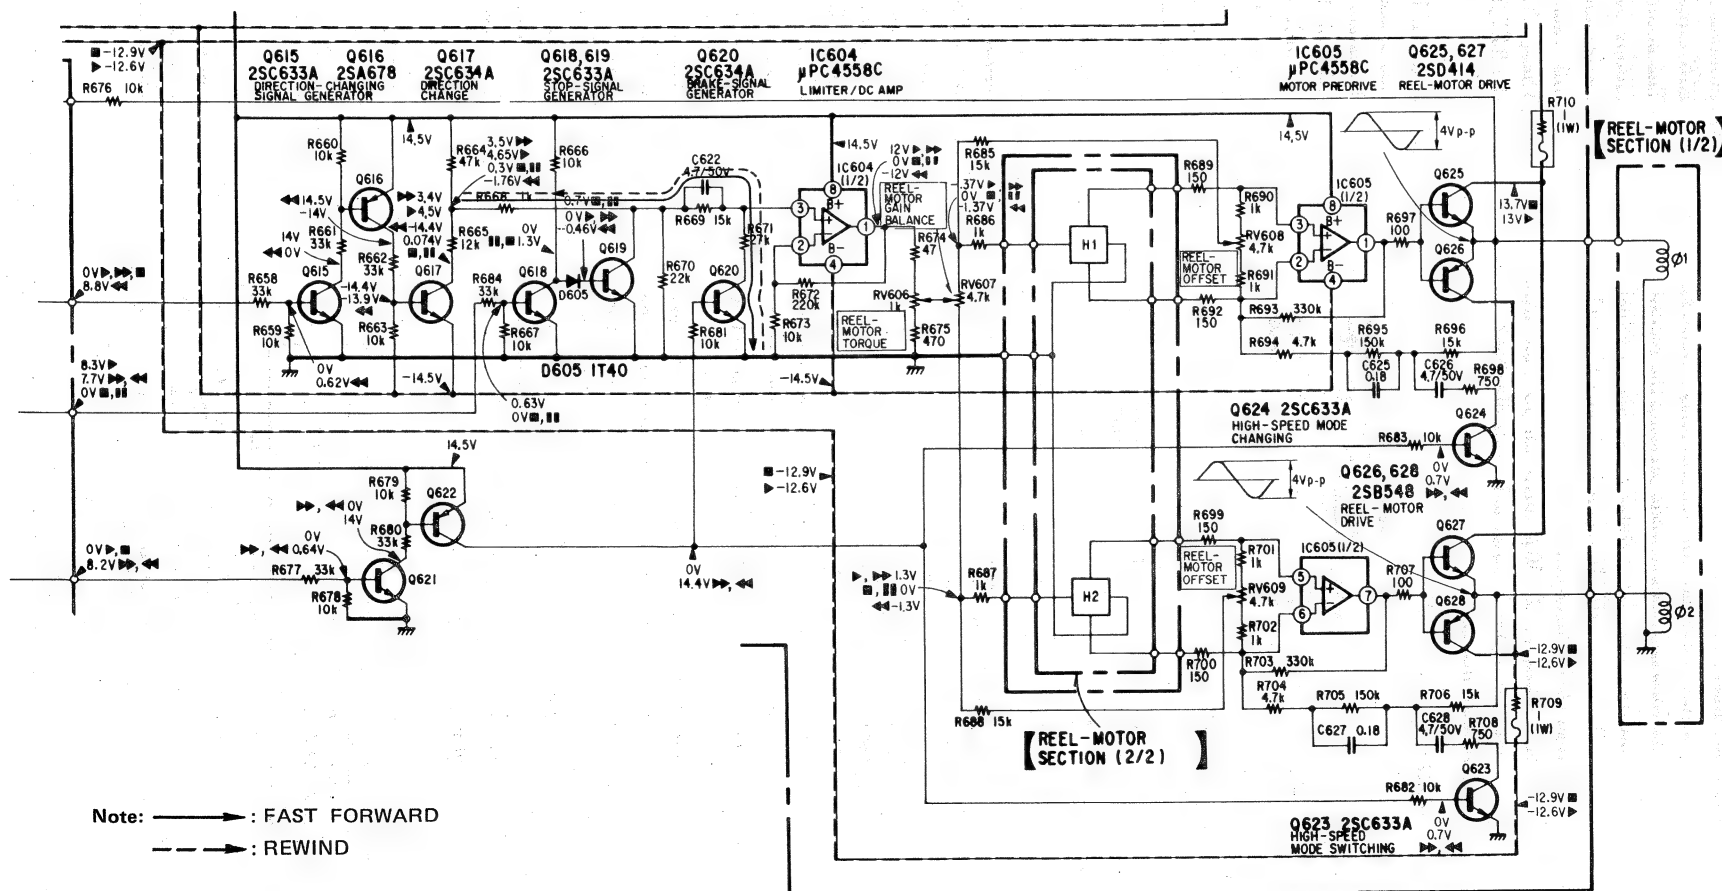 ■ -12.9V
▶ -12.6V
R676 10k
Q615
2SC633A
DIRECTION-CHANGING
SIGNAL GENERATOR
Q616
2SA678
Q617
2SC634A
DIRECTION
CHANGE
Q618,619
2SC633A
STOP-SIGNAL
GENERATOR
Q620
2SC634A
BRAKE-SIGNAL
GENERATOR
IC604
μPC4558C
LIMITER/DC AMP
IC605
μPC4558C
MOTOR PREDRIVE
Q625,627
2SD414
REEL-MOTOR DRIVE
4Vp-p
R710
1
(1W)
【REEL-MOTOR
SECTION (1/2)】
14.5V
R660
10k
Q616
R661
33k
◀◀ 14.5V
-14V
14V
◀◀ 0V
R662
33k
R663
10k
▶▶ 3.4V
▶ 4.5V
◀◀ -14.4V
0.074V
■,❚❚
R664
47k
3.5V ▶▶
4.65V ▶
0.3V ■,❚❚
-1.76V ◀◀
R665
12k
R666
10k
R668 1k
0.7V ■,❚❚
0V ▶,▶▶
-0.46V ◀◀
0V
❚❚,■ 1.3V
C622
4.7/50V
R669 15k
R671
27k
R670
22k
14.5V
IC604
(1/2)
8
B+
3
2
1
B-
4
12V ▶,▶▶
0V ■,❚❚
-12V ◀◀
REEL-
MOTOR
GAIN
BALANCE
R685
15k
-.37V ▶,▶▶
0V ■,❚❚
-1.37V ◀◀
R686
1k
R674
47
RV606
1k
R675
470
RV607
4.7k
R672
220k
R673
10k
REEL-
MOTOR
TORQUE
H1
R689
150
R690
1k
RV608
4.7k
R691
1k
REEL-
MOTOR
OFFSET
R692
150
R693 330k
R694 4.7k
14.5V
IC605
(1/2)
8
B+
3
2
1
B-
4
R697
100
Q625
Q626
13.7V ■
13V ▶
Ø1
R695
150k
C625
0.18
R696
15k
C626
4.7/50V
R698
750
0V ▶,▶▶,■
8.8V ◀◀
R658
33k
R659
10k
Q615
-14.4V
-13.9V
◀◀
Q617
R684
33k
Q618
D605
Q619
R667
10k
Q620
R681
10k
D605 1T40
0V
0.62V ◀◀
-14.5V
-14.5V
0.63V
0V ■,❚❚
8.3V ▶
7.7V ▶▶,◀◀
0V ■,❚❚
Q624 2SC633A
HIGH-SPEED MODE
CHANGING
R683 10k
Q624
0V
0.7V
▶▶,◀◀
14.5V
R679
10k
Q622
R680
33k
▶▶,◀◀ 0V
14V
■ -12.9V
▶ -12.6V
4Vp-p
Q626,628
2SB548
REEL-MOTOR
DRIVE
0V ▶,■
8.2V ▶▶,◀◀
0V
▶▶,◀◀ 0.64V
R677 33k
R678
10k
Q621
0V
14.4V ▶▶,◀◀
▶,▶▶ 1.3V
■,❚❚ 0V
◀◀ -1.3V
R687
1k
H2
R699
150
R701
1k
RV609
4.7k
R702
1k
REEL-
MOTOR
OFFSET
IC605(1/2)
5
6
7
R707
100
Q627
Q628
Ø2
R700
150
R703 330k
R704
4.7k
R688 15k
-12.9V ■
-12.6V ▶
R705 150k
C627 0.18
R706 15k
C628
4.7/50V
R708
750
R709
1
(1W)
【REEL-MOTOR
SECTION (2/2)】
Q623
R682 10k
0V
0.7V
▶▶,◀◀
-12.9V ■
-12.6V ▶
Q623 2SC633A
HIGH-SPEED
MODE SWITCHING
Note: : FAST FORWARD
: REWIND